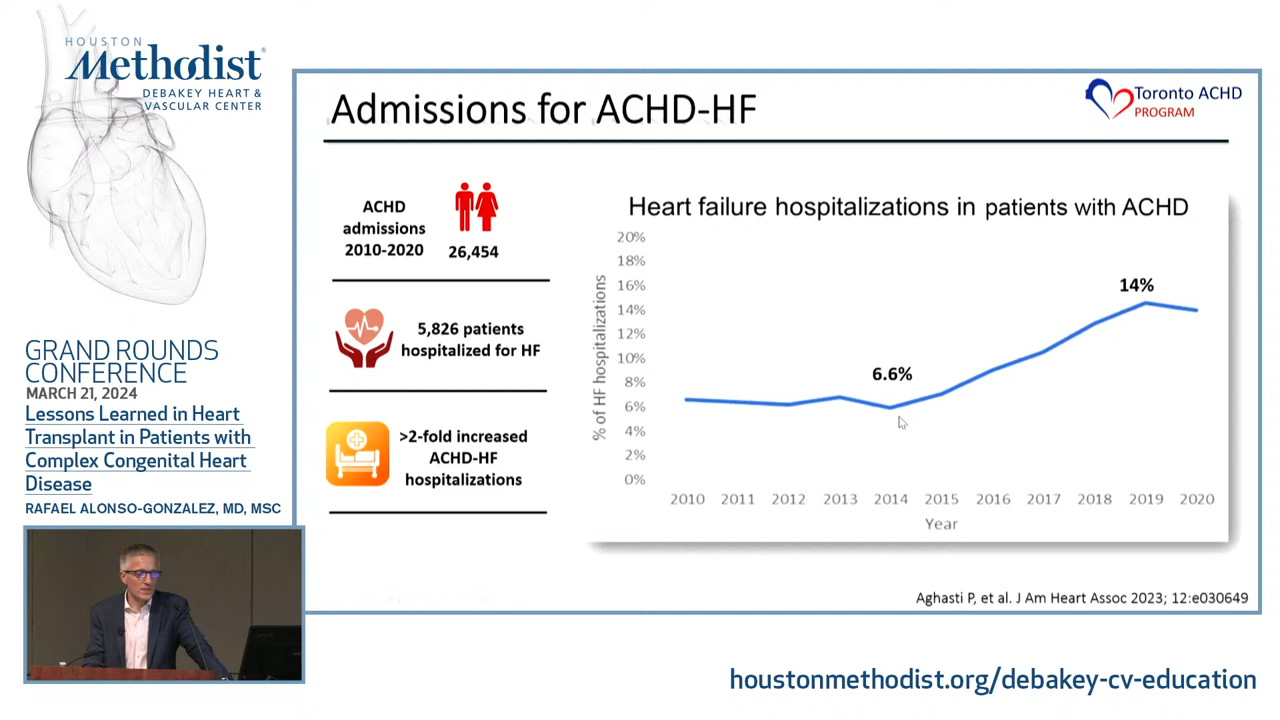 HOUSTON
Methodist®
DEBAKEY HEART &
VASCULAR CENTER
GRAND ROUNDS
CONFERENCE
MARCH 21, 2024
Lessons Learned in Heart
Transplant in Patients with
Complex Congenital Heart
Disease
RAFAEL ALONSO-GONZALEZ, MD, MSC
Admissions for ACHD-HF
Toronto ACHD
PROGRAM
ACHD
admissions
2010-2020
26,454
5,826 patients
hospitalized for HF
>2-fold increased
ACHD-HF
hospitalizations
Heart failure hospitalizations in patients with ACHD
% of HF hospitalizations
20%
18%
16%
14%
12%
10%
8%
6%
4%
2%
0%
6.6%
14%
2010 2011 2012 2013 2014 2015 2016 2017 2018 2019 2020
Year
Aghasti P, et al. J Am Heart Assoc 2023; 12:e030649
houstonmethodist.org/debakey-cv-education